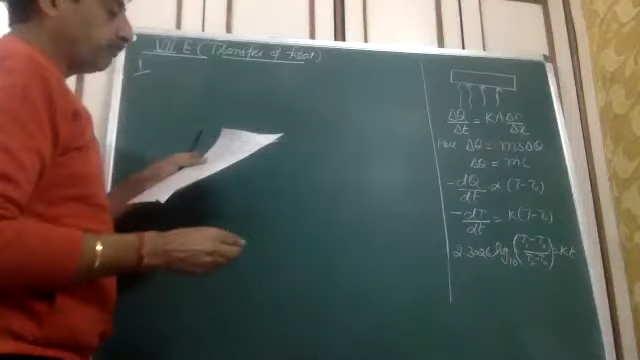 VII E. (Transfer of Heat)
1
ΔQ/Δt = KA ΔT/Δx
Here ΔQ = msΔθ
ΔQ = mL
-dQ/dt ∝ (T-T₀)
-dT/dt = K(T-T₀)
2.3026 log₁₀ (T₁-T₀/T₂-T₀) = Kt